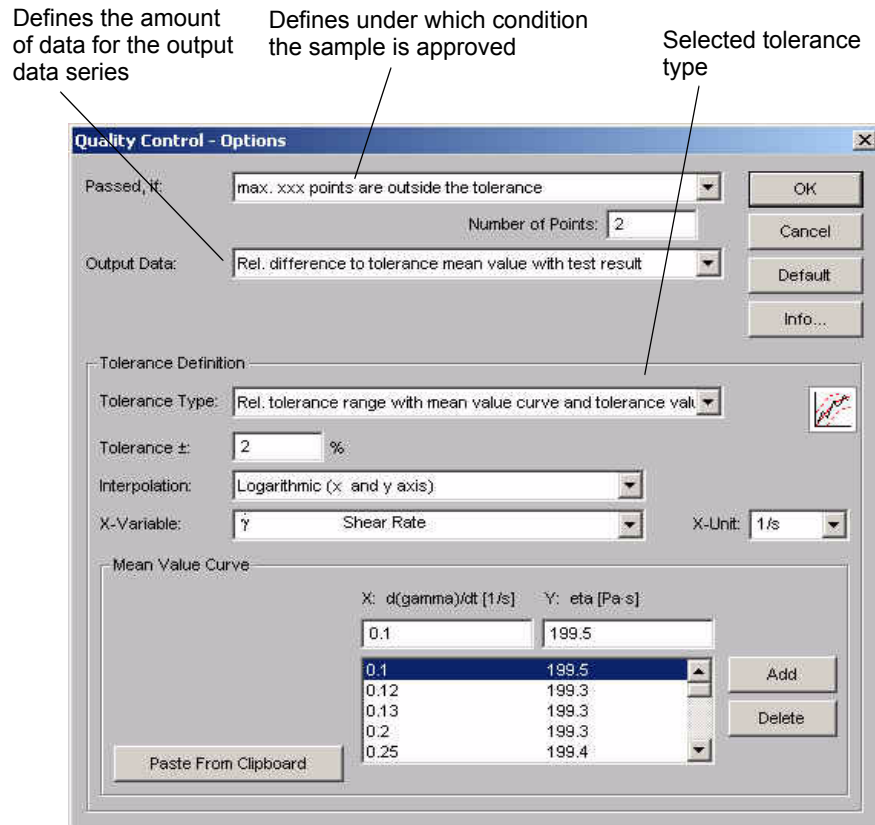 Defines the amount
of data for the output
data series
Defines under which condition
the sample is approved
Selected tolerance
type
Quality Control - Options
Passed, if:
max. xxx points are outside the tolerance
OK
Number of Points: 2
Cancel
Output Data:
Rel. difference to tolerance mean value with test result
Default
Info...
Tolerance Definition
Tolerance Type:
Rel. tolerance range with mean value curve and tolerance valu
Tolerance ±:
2
%
Interpolation:
Logarithmic (x and y axis)
X-Variable:
γ̇ Shear Rate
X-Unit: 1/s
Mean Value Curve
X: d(gamma)/dt [1/s] Y: eta [Pa·s]
0.1 199.5
0.1 199.5
0.12 199.3
0.13 199.3
0.2 199.3
0.25 199.4
Add
Delete
Paste From Clipboard